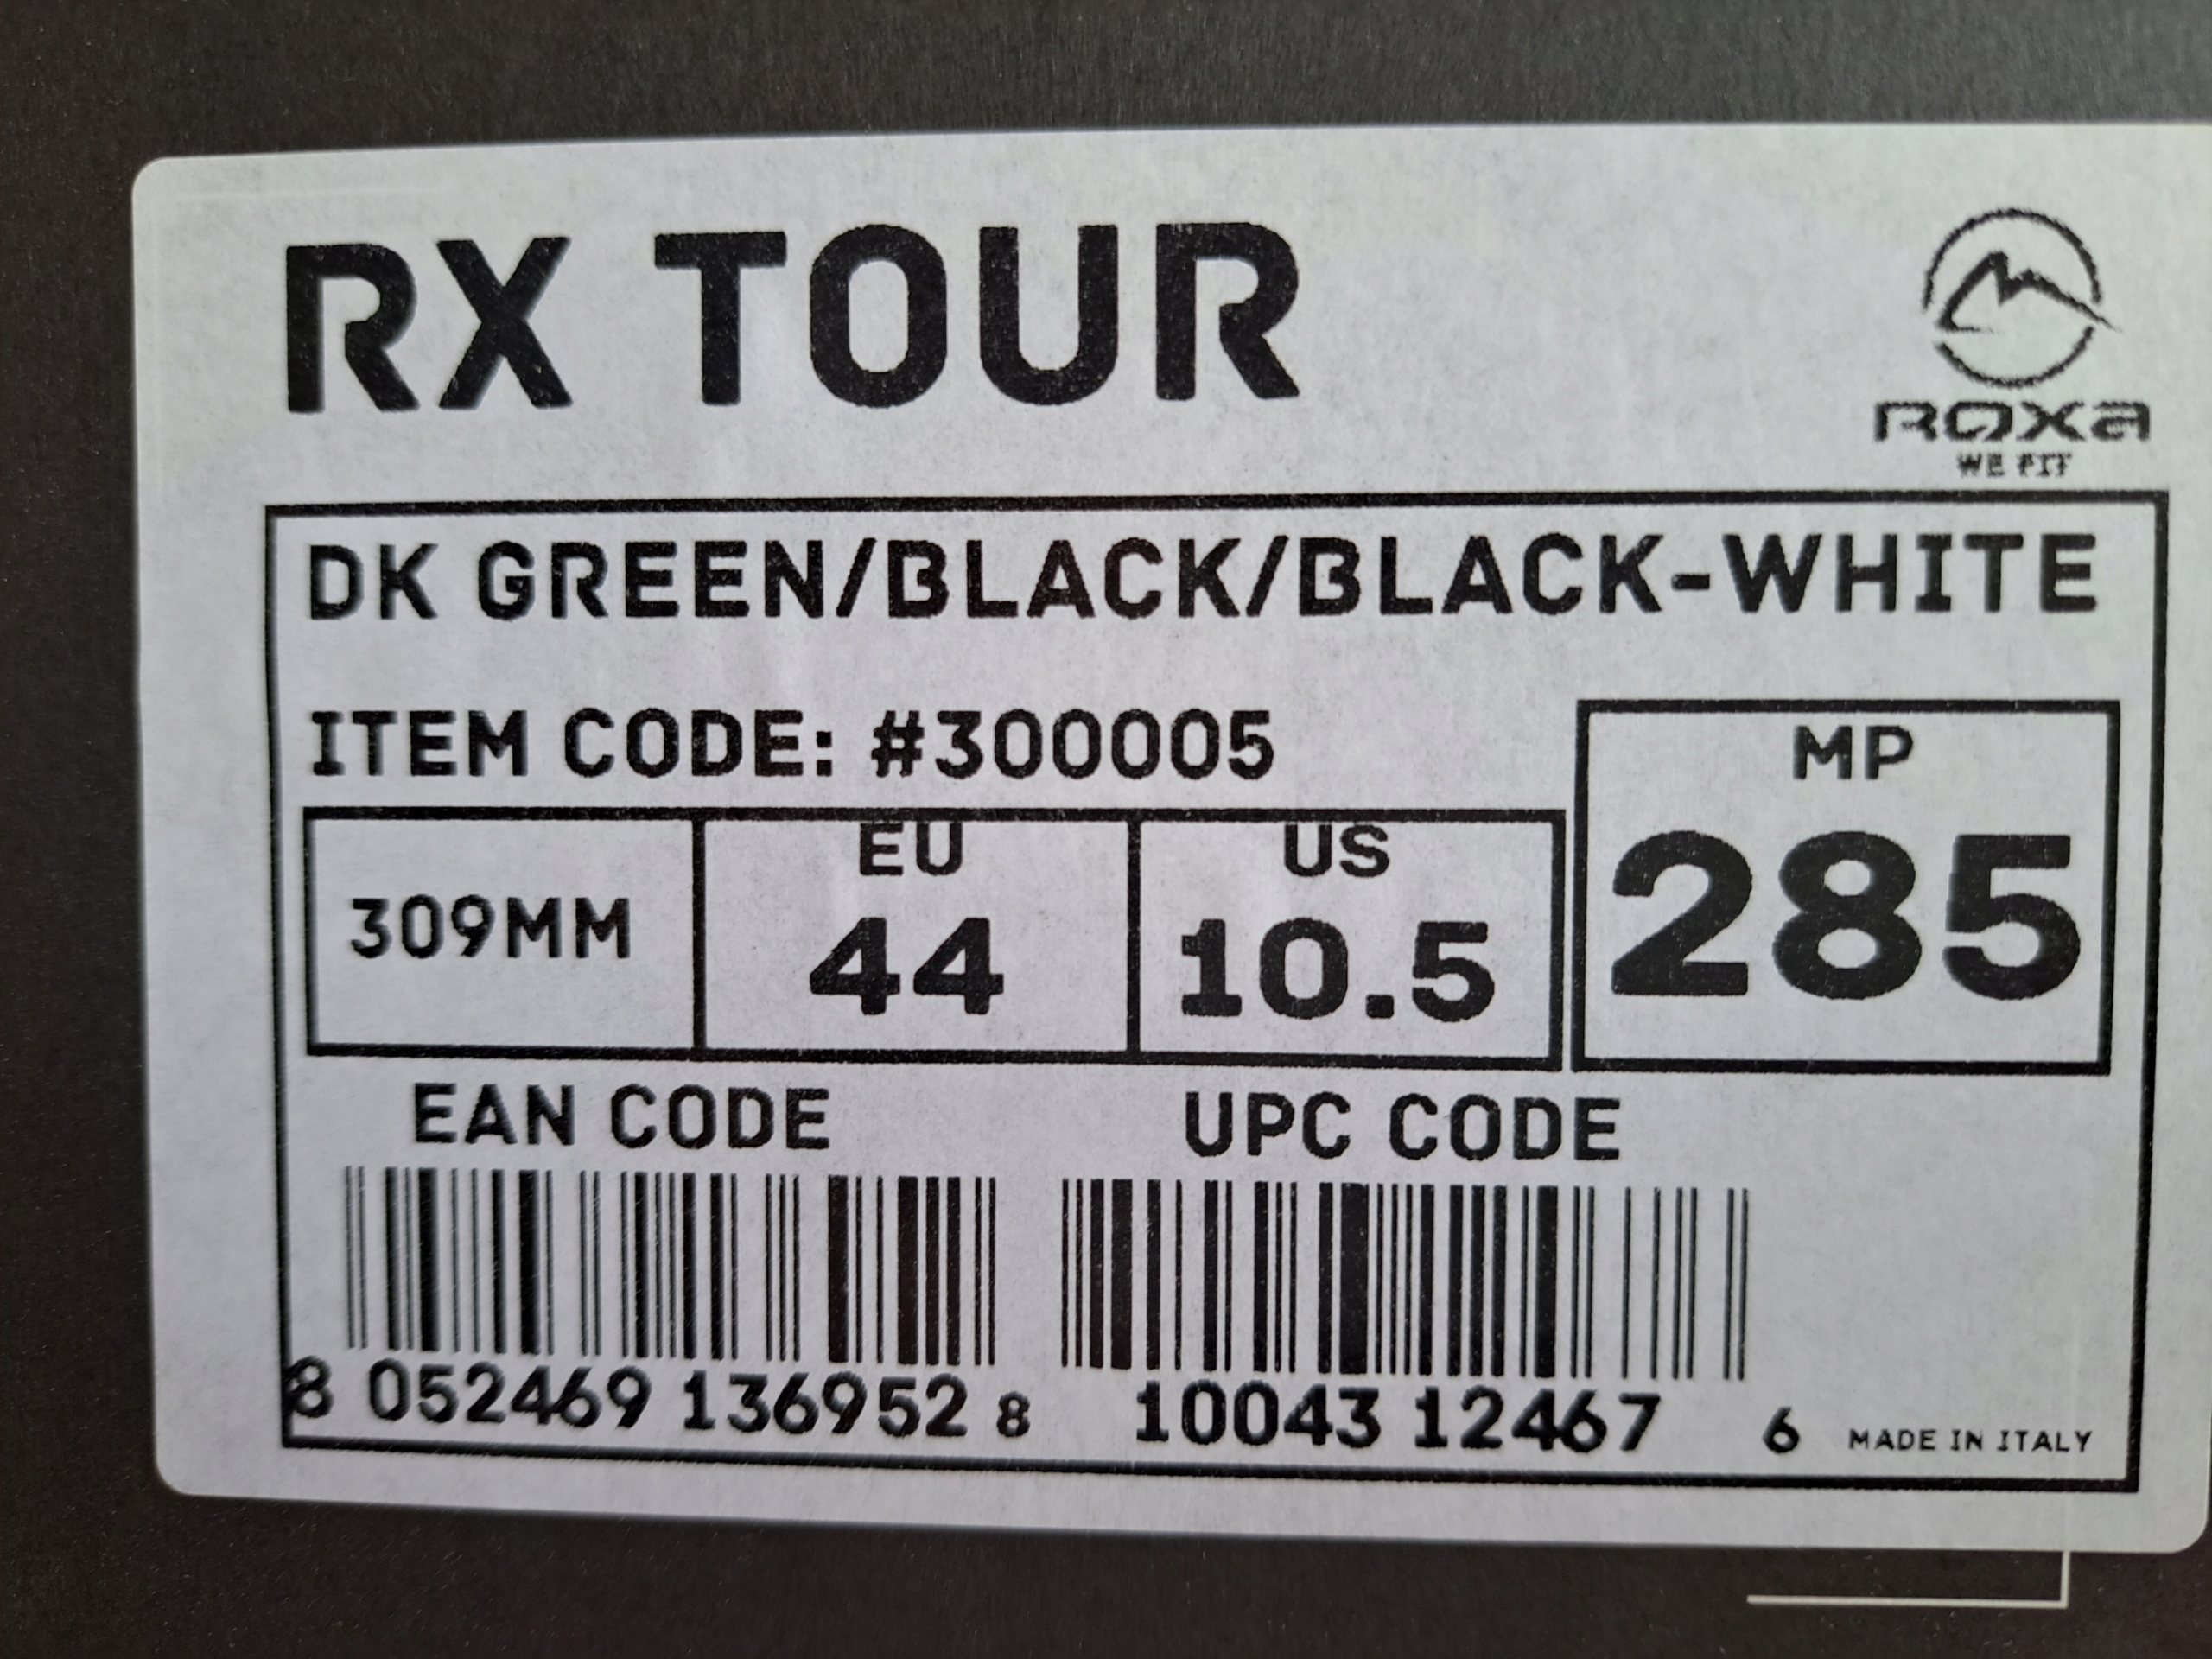 RX TOUR
ROXA
WE FIT
DK GREEN/BLACK/BLACK-WHITE
ITEM CODE: #300005
MP
285
309MM
EU
44
US
10.5
EAN CODE
UPC CODE
8 052469 136952
8 10043 12467 6
MADE IN ITALY